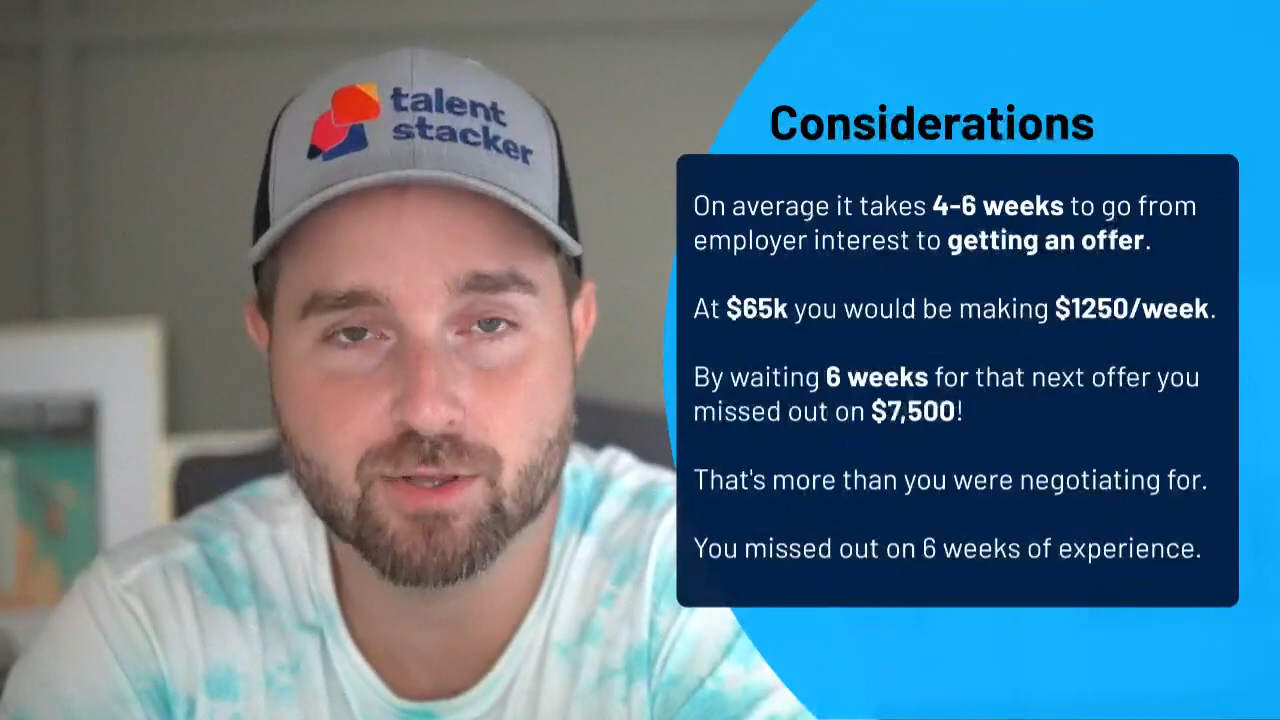 talent
stacker
Considerations
On average it takes 4-6 weeks to go from
employer interest to getting an offer.
At $65k you would be making $1250/week.
By waiting 6 weeks for that next offer you
missed out on $7,500!
That's more than you were negotiating for.
You missed out on 6 weeks of experience.